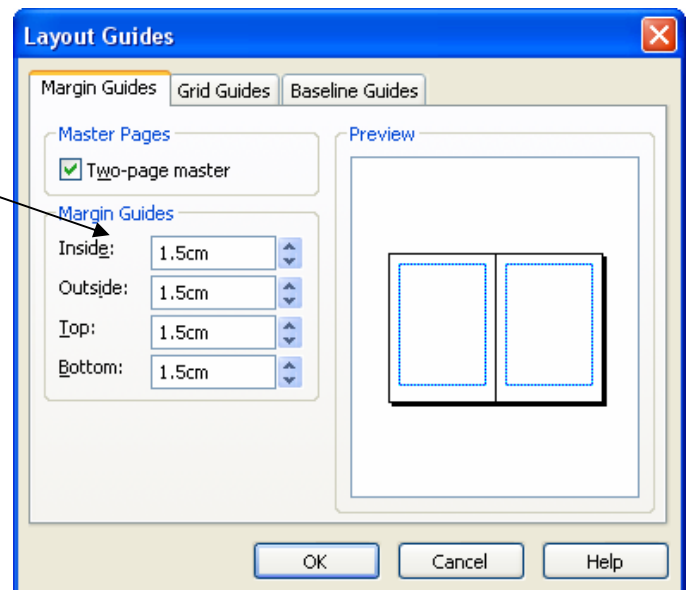 Layout Guides
Margin Guides Grid Guides Baseline Guides
Master Pages
Two-page master
Margin Guides
Inside: 1.5cm
Outside: 1.5cm
Top: 1.5cm
Bottom: 1.5cm
Preview
OK Cancel Help